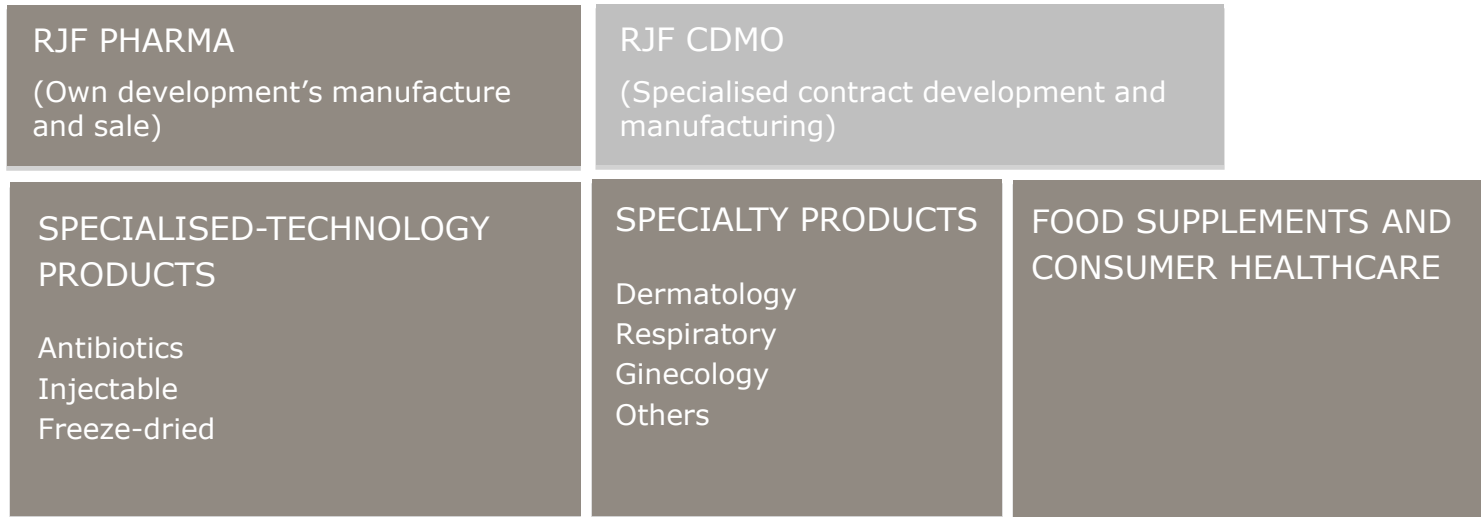 RJF PHARMA
(Own development’s manufacture
and sale)
RJF CDMO
(Specialised contract development and
manufacturing)
SPECIALISED-TECHNOLOGY
PRODUCTS
Antibiotics
Injectable
Freeze-dried
SPECIALTY PRODUCTS
Dermatology
Respiratory
Ginecology
Others
FOOD SUPPLEMENTS AND
CONSUMER HEALTHCARE